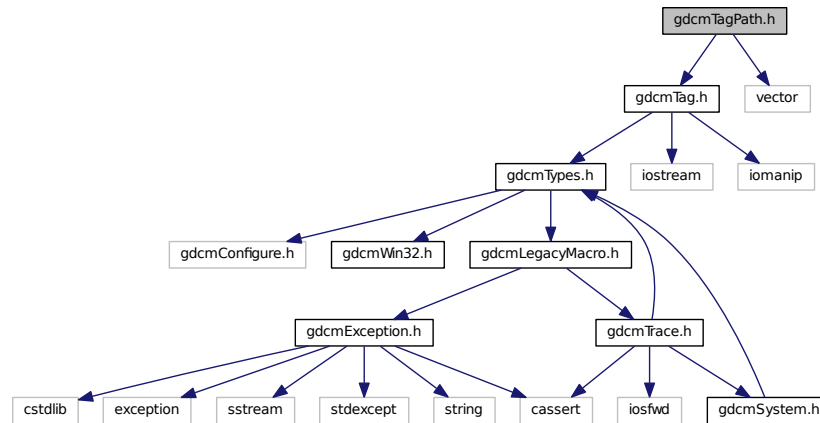 gdcmTagPath.h
gdcmTag.h
vector
gdcmTypes.h
iostream
iomanip
gdcmConfigure.h
gdcmWin32.h
gdcmLegacyMacro.h
gdcmException.h
gdcmTrace.h
cstdlib
exception
sstream
stdexcept
string
cassert
iosfwd
gdcmSystem.h